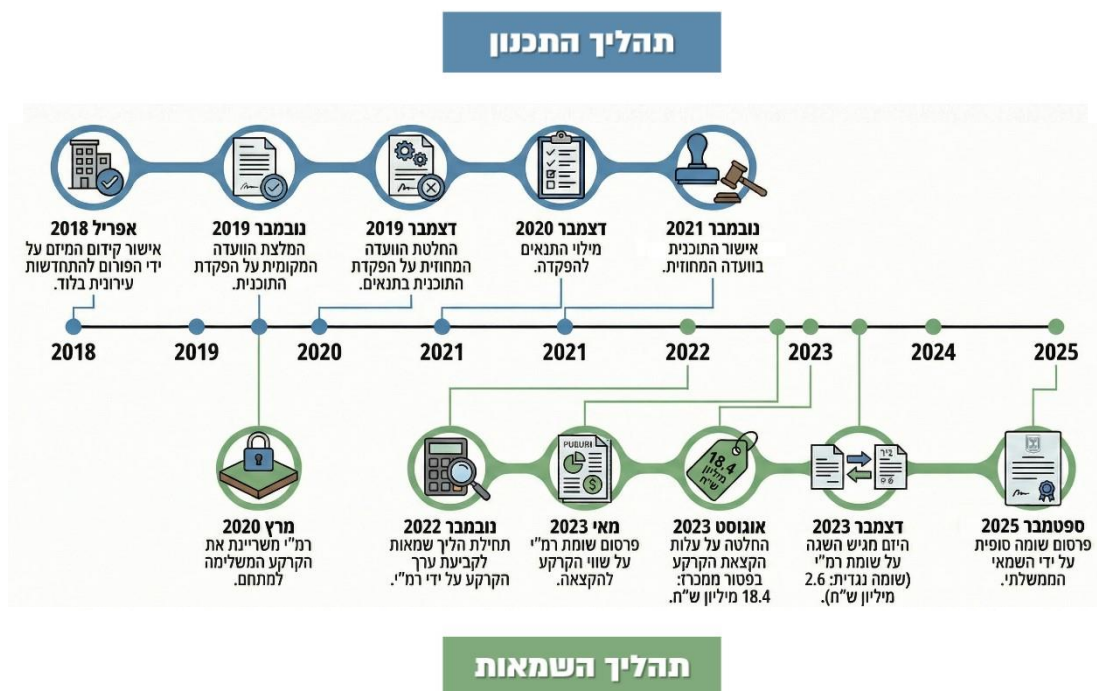 תהליך התכנון
אפריל 2018
אישור קידום המיזם על
ידי הפורום להתחדשות
עירונית בלוד.
נובמבר 2019
המלצת הוועדה
המקומית על הפקדת
התוכנית.
דצמבר 2019
החלטת הוועדה
המחוזית על הפקדת
התוכנית בתנאים.
דצמבר 2020
מילוי התנאים
להפקדה.
נובמבר 2021
אישור התוכנית
בוועדה המחוזית.
2018 2019 2020 2021 2021 2022 2023 2024 2025
מרץ 2020
רמ"י משריינת את
הקרקע המשלימה
למתחם.
נובמבר 2022
תחילת הליך שמאות
לקביעת ערך
הקרקע על ידי רמ"י.
PUBURI
מאי 2023
פרסום שומת רמ"י
על שווי הקרקע
להקצאה.
18.4
מיליון
ש"ח
אוגוסט 2023
החלטה על עלות
הקצאת הקרקע
בפטור ממכרז:
18.4 מיליון ש"ח.
דצמבר 2023
היזם מגיש השגה
על שומת רמ"י
(שומה נגדית: 2.6
מיליון ש"ח).
ספטמבר 2025
פרסום שומה סופית
על ידי השמאי
הממשלתי.
תהליך השמאות